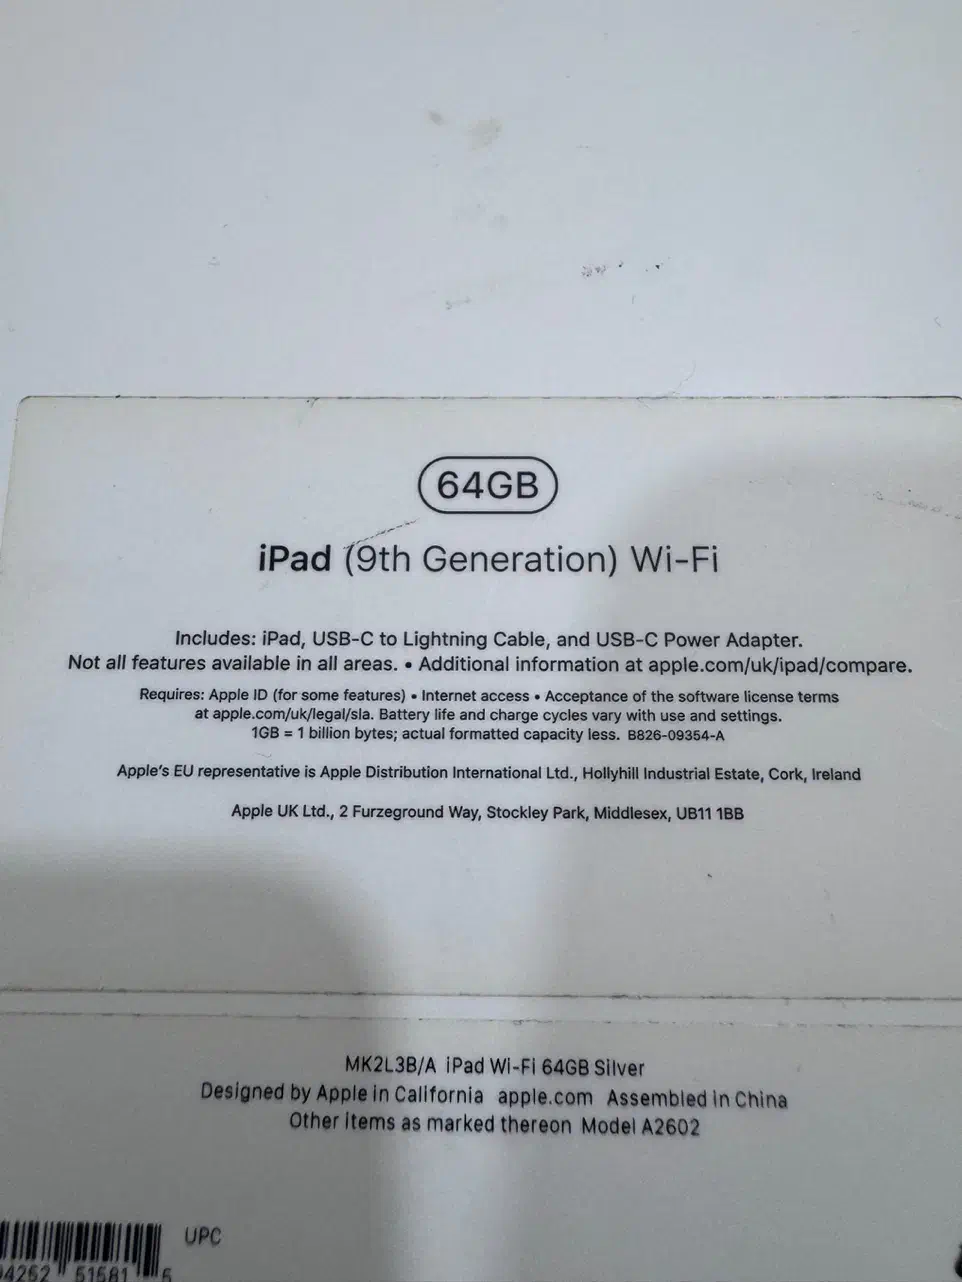 64GB
iPad (9th Generation) Wi-Fi
Includes: iPad, USB-C to Lightning Cable, and USB-C Power Adapter.
Not all features available in all areas. • Additional information at apple.com/uk/ipad/compare.
Requires: Apple ID (for some features) • Internet access • Acceptance of the software license terms
at apple.com/uk/legal/sla. Battery life and charge cycles vary with use and settings.
1GB = 1 billion bytes; actual formatted capacity less. B826-09354-A
Apple's EU representative is Apple Distribution International Ltd., Hollyhill Industrial Estate, Cork, Ireland
Apple UK Ltd., 2 Furzeground Way, Stockley Park, Middlesex, UB11 1BB
MK2L3B/A iPad Wi-Fi 64GB Silver
Designed by Apple in California apple.com Assembled in China
Other items as marked thereon Model A2602
UPC
51581